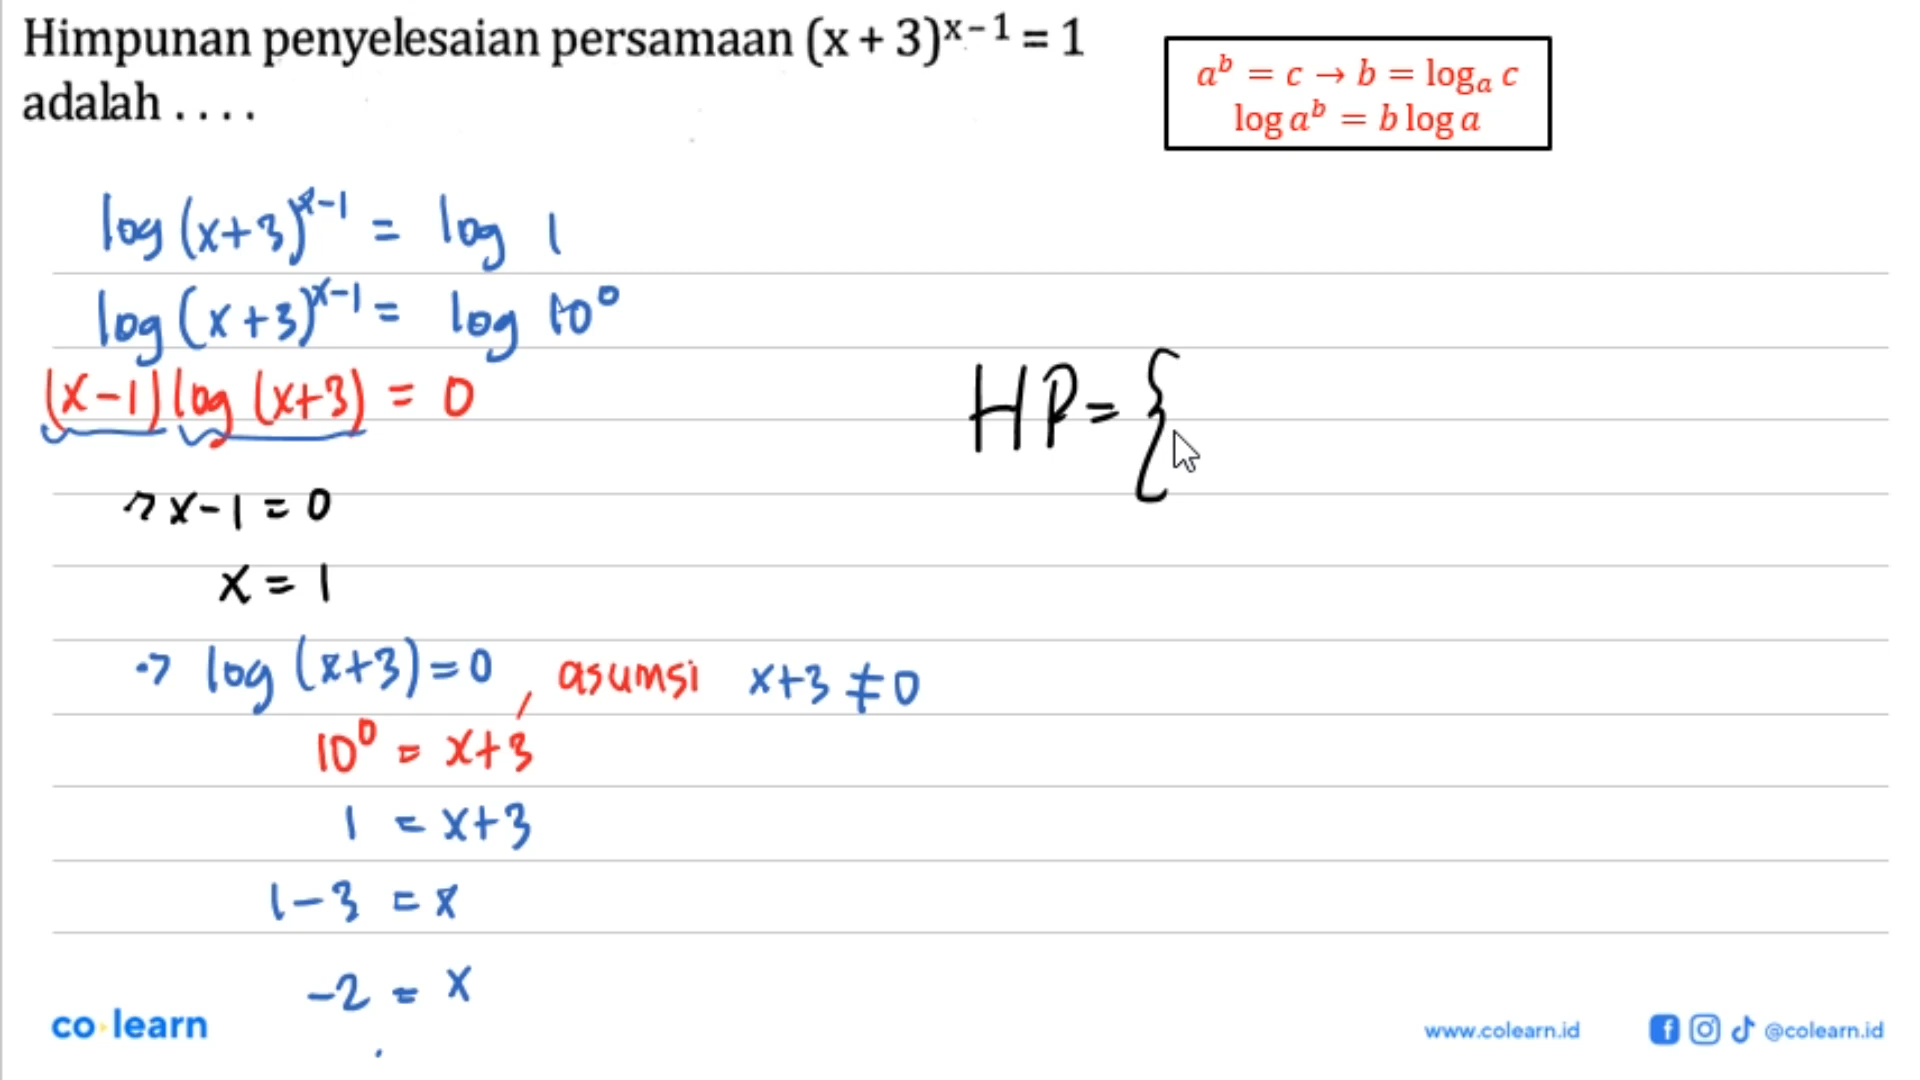 Himpunan penyelesaian persamaan (x + 3)^{x – 1} = 1
adalah . . . .
a^b = c → b = log_a c
log a^b = b log a
log (x+3)^{x-1} = log 1
log (x+3)^{x-1} = log 10^0
(x-1) log (x+3) = 0
HP = {
→ x-1 = 0
x = 1
→ log (x+3) = 0 , asumsi x+3 ≠ 0
10^0 = x+3
1 = x+3
1-3 = x
-2 = x
co learn
www.colearn.id
@colearn.id